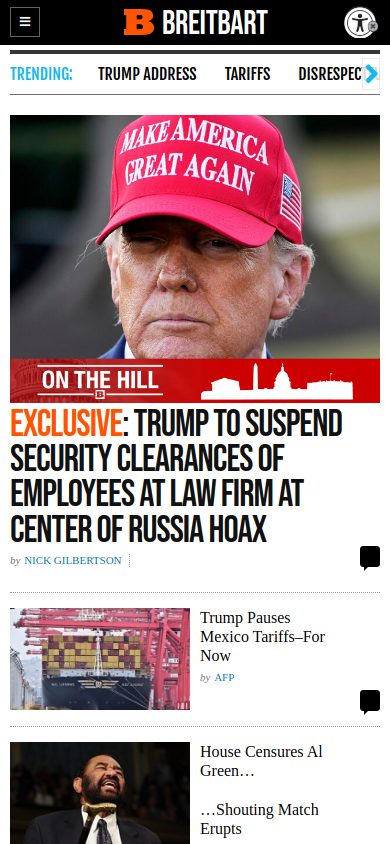 B BREITBART
TRENDING: TRUMP ADDRESS TARIFFS DISRESPEC
MAKE AMERICA
GREAT AGAIN
ON THE HILL
B
EXCLUSIVE: TRUMP TO SUSPEND
SECURITY CLEARANCES OF
EMPLOYEES AT LAW FIRM AT
CENTER OF RUSSIA HOAX
by NICK GILBERTSON
Trump Pauses
Mexico Tariffs–For
Now
by AFP
House Censures Al
Green…
…Shouting Match
Erupts